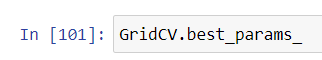 In [101]: GridCV.best_params_